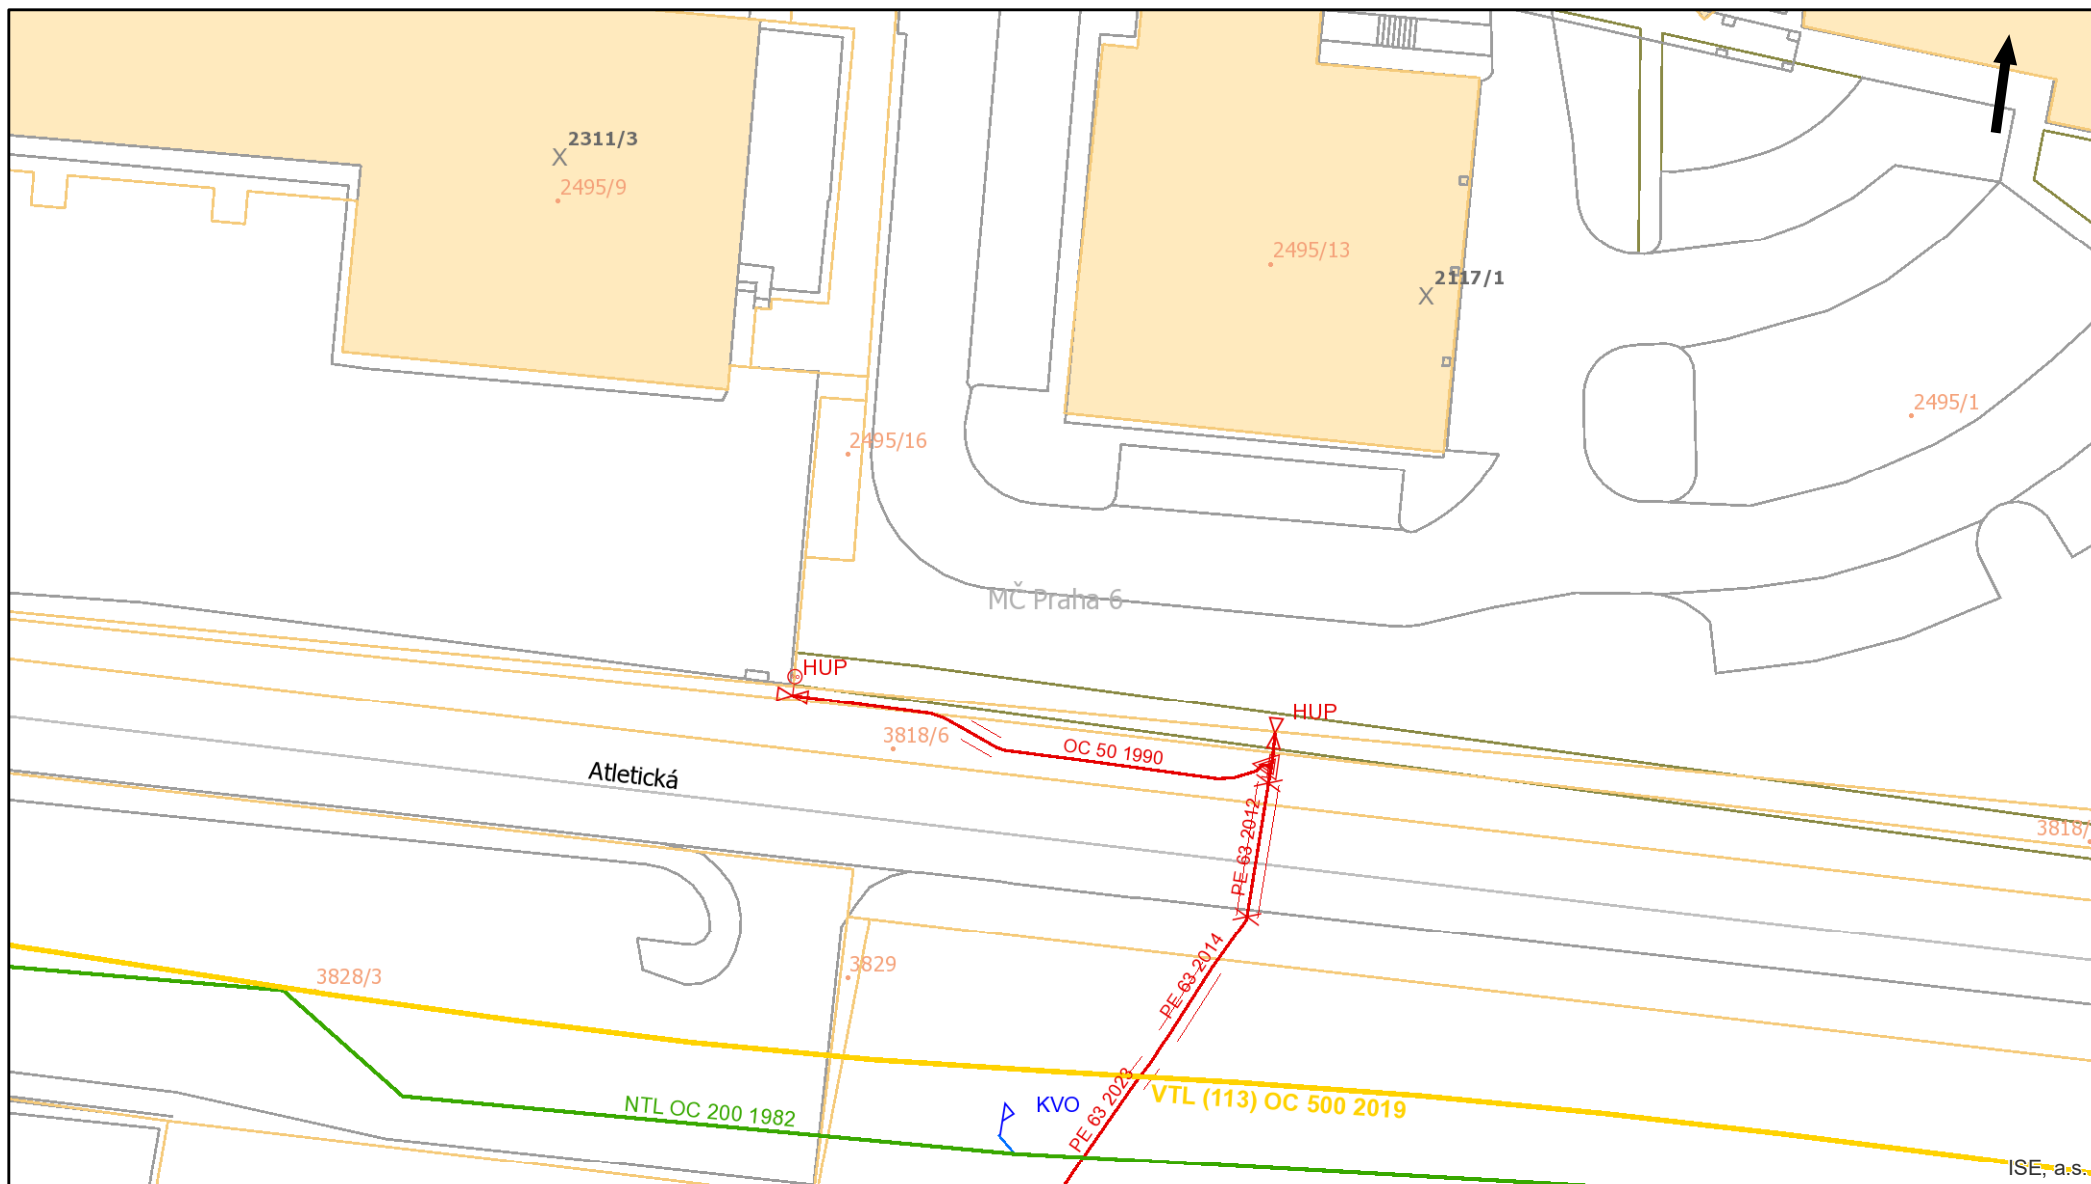 2311/3
2495/9
2495/13
2117/1
2495/1
2495/16
MČ Praha 6
HUP
HUP
3818/6
OC 50 1990
Atletická
PE 63 2012
3818/
PE 63 2014
3829
3828/3
PE 63 2023
VTL (113) OC 500 2019
KVO
NTL OC 200 1982
ISE, a.s.